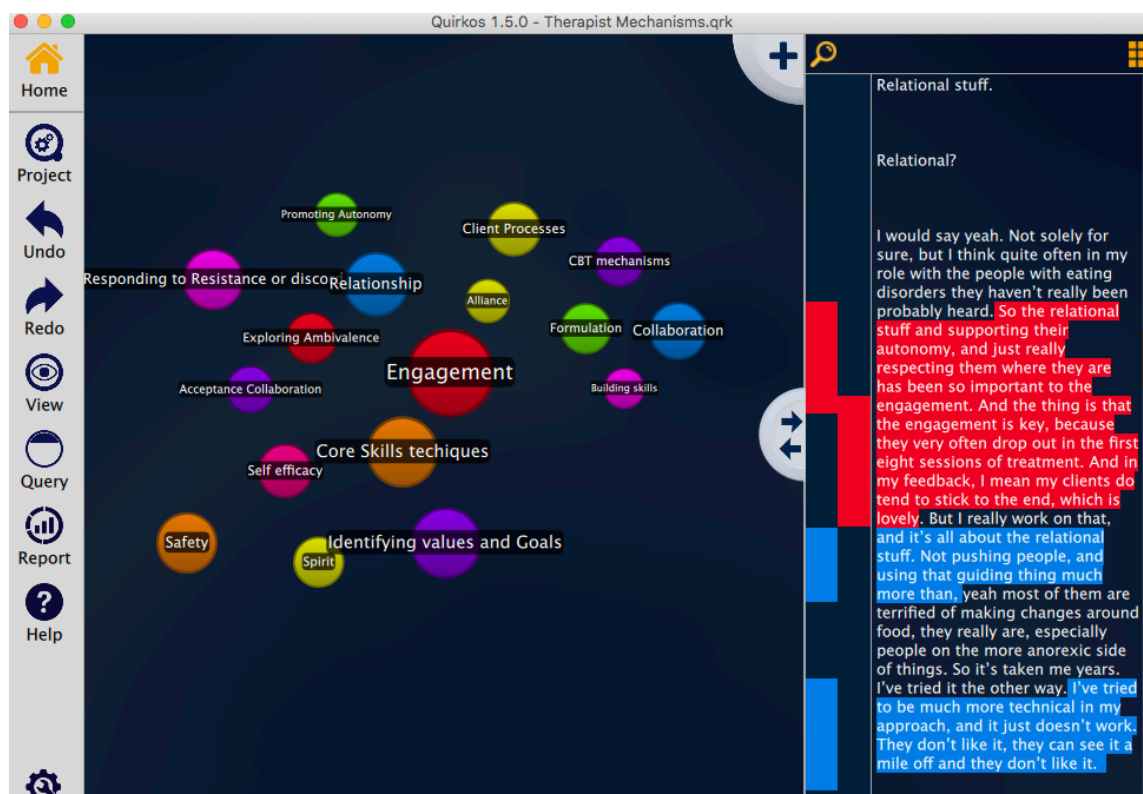 Quirkos 1.5.0 - Therapist Mechanisms.qrk
Home
Project
Undo
Redo
View
Query
Report
Help
Promoting Autonomy
Client Processes
CBT mechanisms
Responding to Resistance or discor
Relationship
Alliance
Exploring Ambivalence
Formulation
Collaboration
Engagement
Acceptance Collaboration
Building skills
Core Skills techiques
Self efficacy
Safety
Identifying values and Goals
Spirit
Relational stuff.
Relational?
I would say yeah. Not solely for
sure, but I think quite often in my
role with the people with eating
disorders they haven't really been
probably heard. So the relational
stuff and supporting their
autonomy, and just really
respecting them where they are
has been so important to the
engagement. And the thing is that
the engagement is key, because
they very often drop out in the first
eight sessions of treatment. And in
my feedback, I mean my clients do
tend to stick to the end, which is
lovely. But I really work on that,
and it's all about the relational
stuff. Not pushing people, and
using that guiding thing much
more than, yeah most of them are
terrified of making changes around
food, they really are, especially
people on the more anorexic side
of things. So it's taken me years.
I've tried it the other way. I've tried
to be much more technical in my
approach, and it just doesn't work.
They don't like it, they can see it a
mile off and they don't like it.